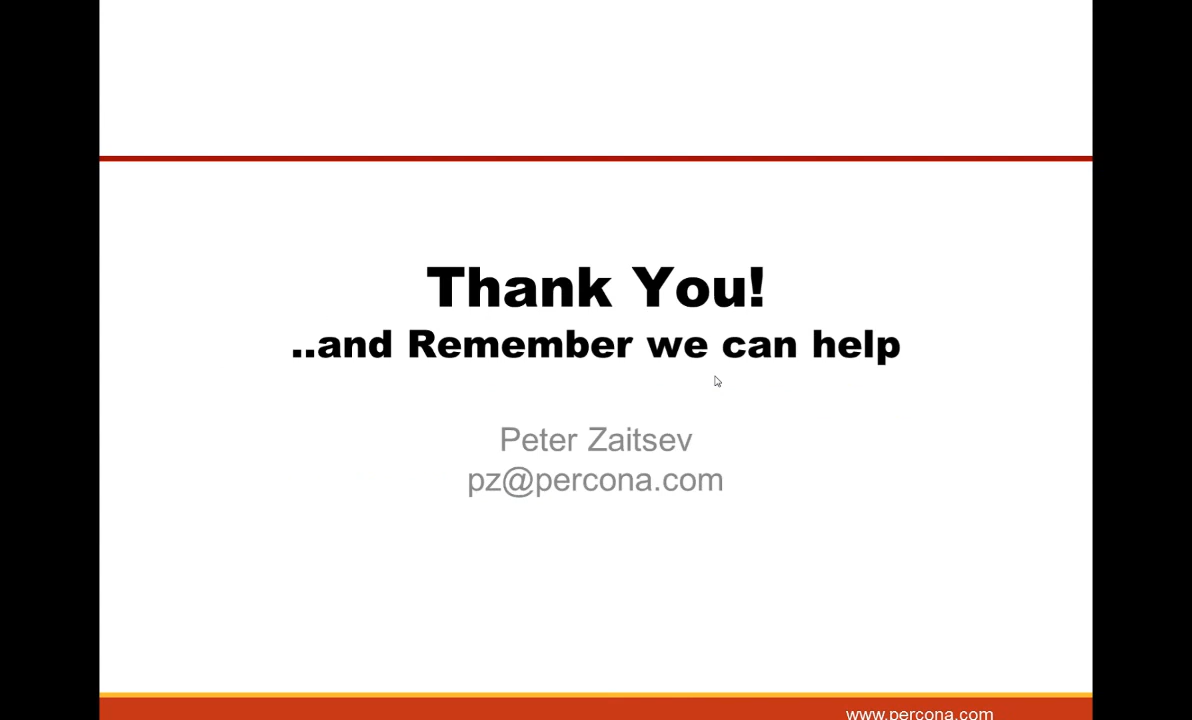 Thank You!
..and Remember we can help
Peter Zaitsev
pz@percona.com
www.percona.com